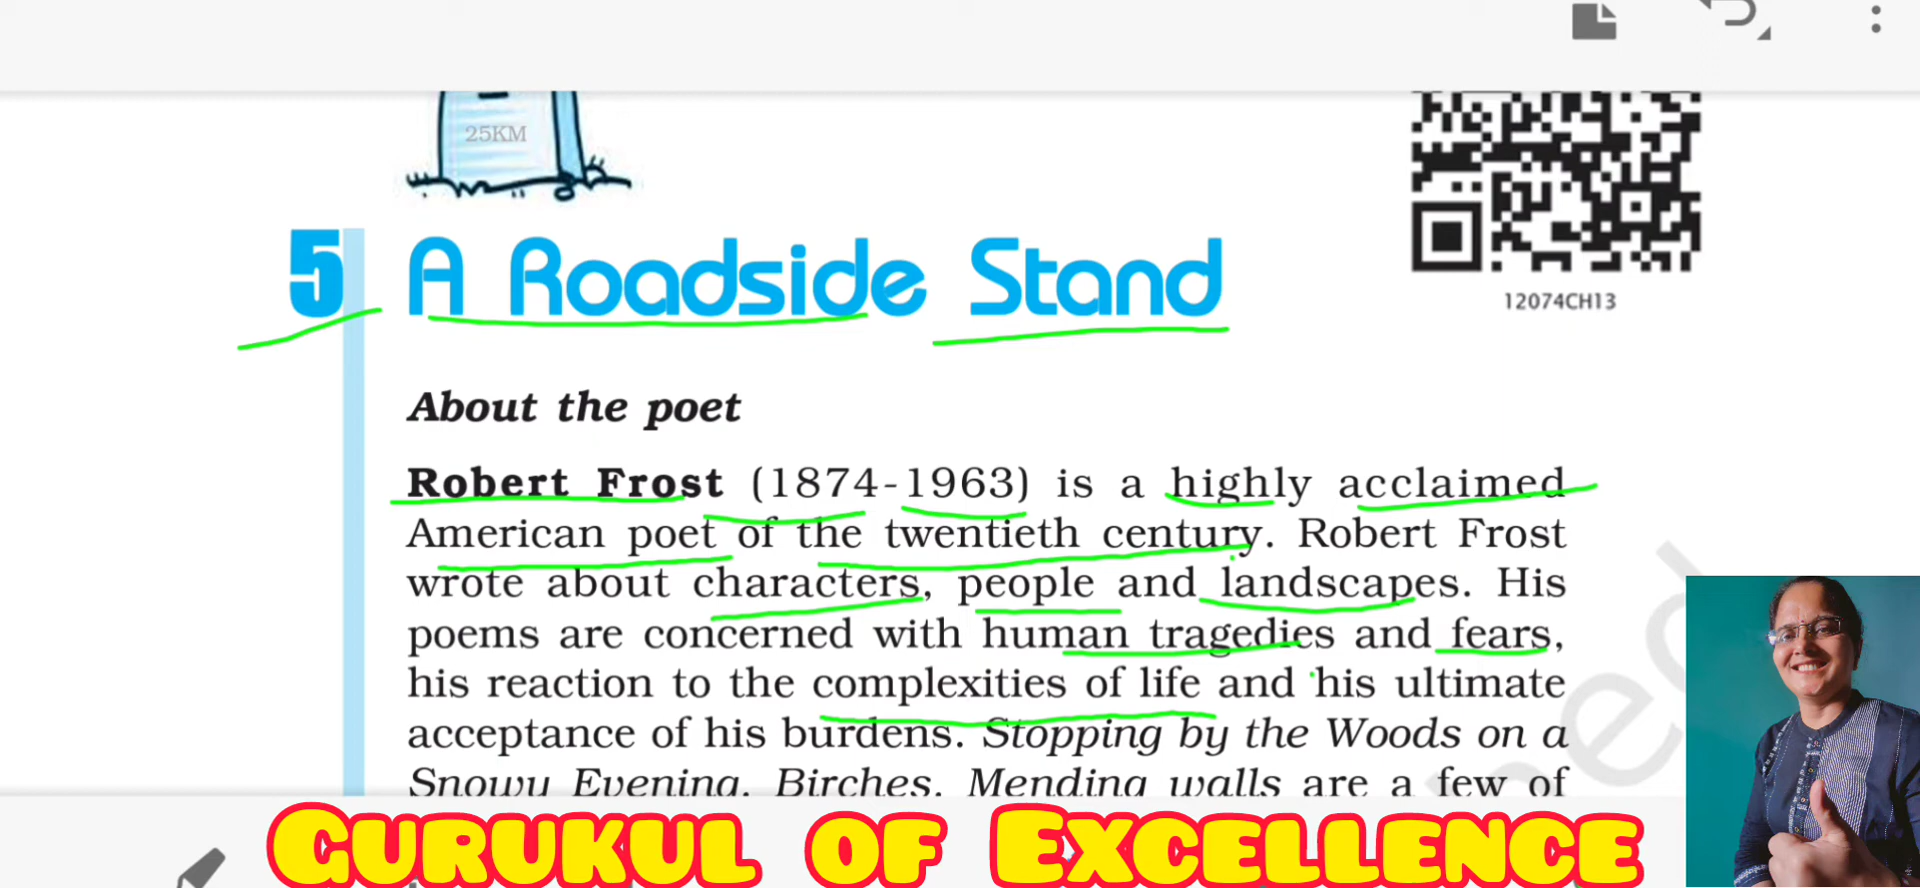 25KM
5 A Roadside Stand
12074CH13
About the poet
Robert Frost (1874-1963) is a highly acclaimed
American poet of the twentieth century. Robert Frost
wrote about characters, people and landscapes. His
poems are concerned with human tragedies and fears,
his reaction to the complexities of life and his ultimate
acceptance of his burdens. Stopping by the Woods on a
Snowy Evening, Birches, Mending walls are a few of
GURUKUL OF EXCELLENCE